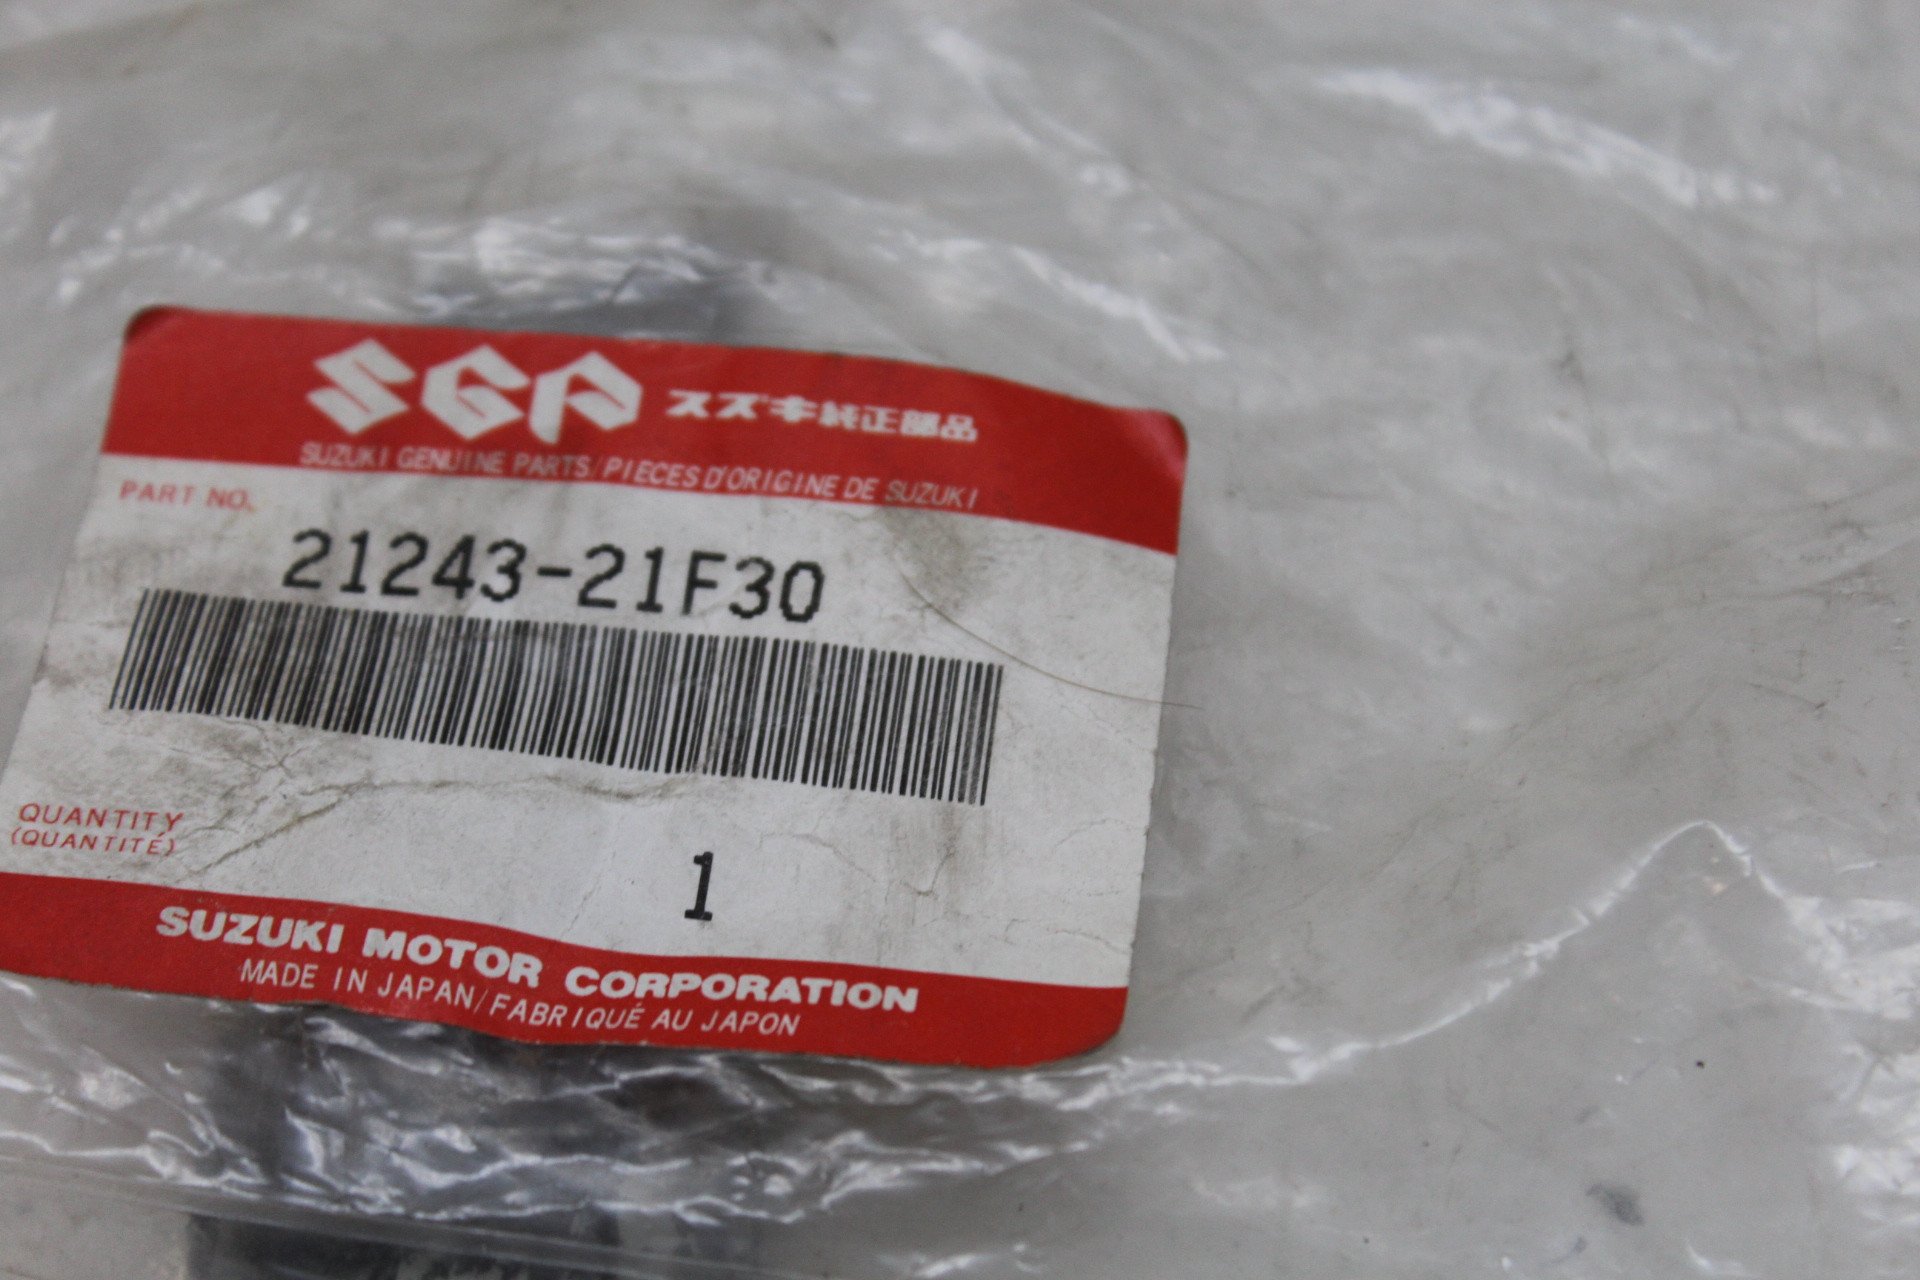 SGP スズキ純正部品
SUZUKI GENUINE PARTS/PIECES D'ORIGINE DE SUZUKI
PART NO.
21243-21F30
QUANTITY
(QUANTITÉ)
1
SUZUKI MOTOR CORPORATION
MADE IN JAPAN/FABRIQUÉ AU JAPON